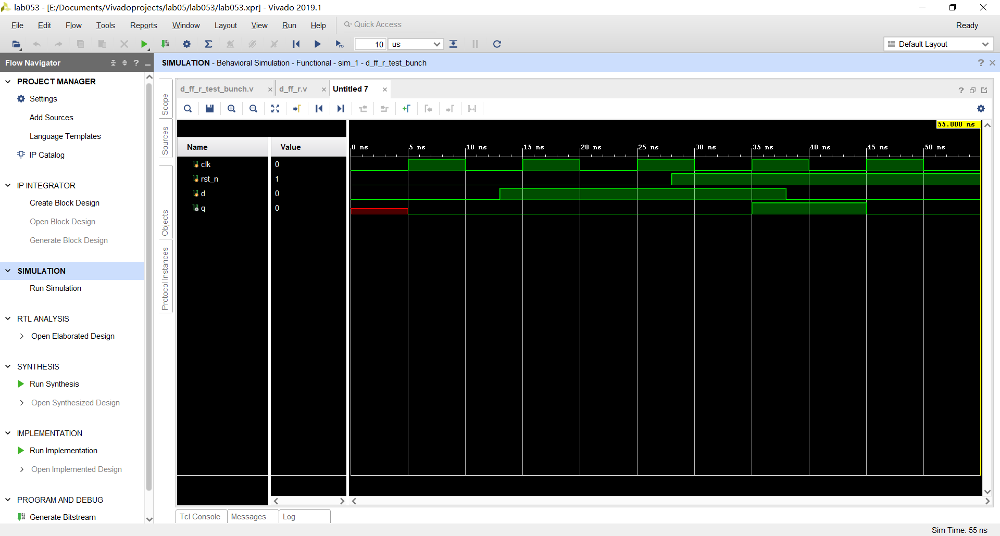 lab053 - [E:/Documents/Vivadoprojects/lab05/lab053/lab053.xpr] - Vivado 2019.1
File Edit Flow Tools Reports Window Layout View Run Help Quick Access Ready
10 us Default Layout
Flow Navigator
SIMULATION - Behavioral Simulation - Functional - sim_1 - d_ff_r_test_bunch
PROJECT MANAGER
Settings
Add Sources
Language Templates
IP Catalog
IP INTEGRATOR
Create Block Design
Open Block Design
Generate Block Design
SIMULATION
Run Simulation
RTL ANALYSIS
Open Elaborated Design
SYNTHESIS
Run Synthesis
Open Synthesized Design
IMPLEMENTATION
Run Implementation
Open Implemented Design
PROGRAM AND DEBUG
Generate Bitstream
Scope
Sources
Objects
Protocol Instances
d_ff_r_test_bunch.v d_ff_r.v Untitled 7
55.000 ns
Name Value 0 ns 5 ns 10 ns 15 ns 20 ns 25 ns 30 ns 35 ns 40 ns 45 ns 50 ns
clk 0
rst_n 1
d 0
q 0
Tcl Console Messages Log
Sim Time: 55 ns